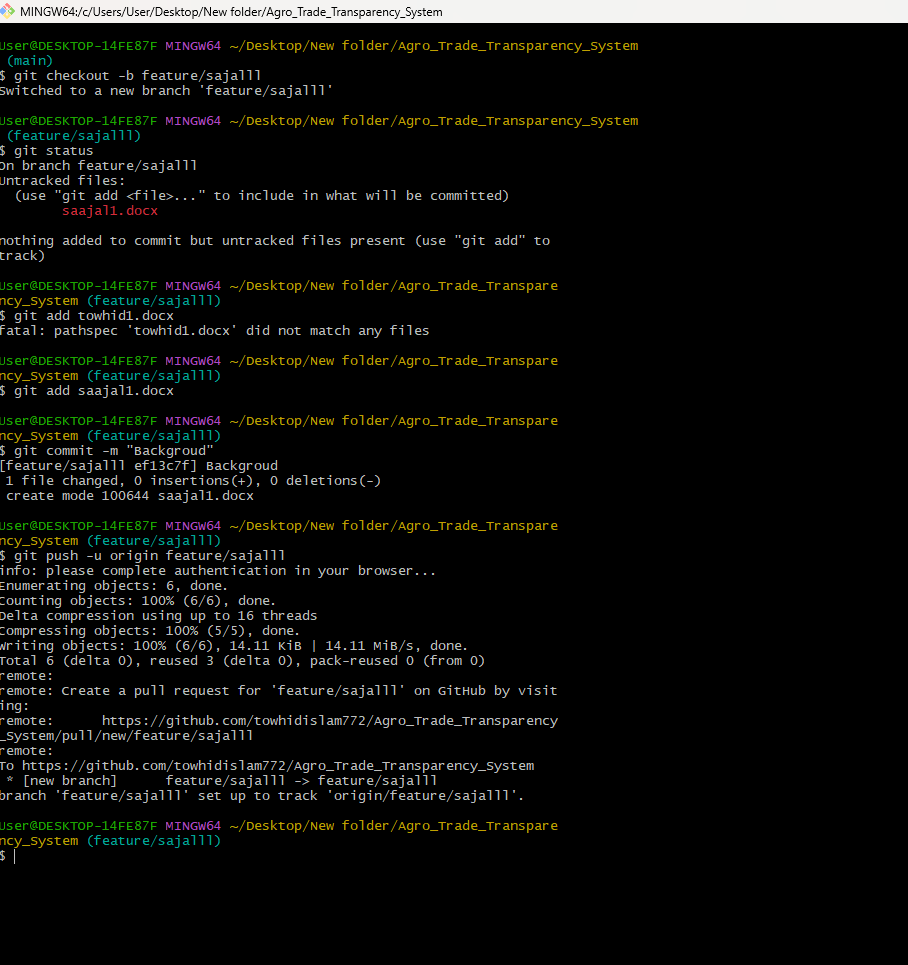 MINGW64:/c/Users/User/Desktop/New folder/Agro_Trade_Transparency_System
User@DESKTOP-14FE87F MINGW64 ~/Desktop/New folder/Agro_Trade_Transparency_System
(main)
$ git checkout -b feature/sajalll
Switched to a new branch 'feature/sajalll'
User@DESKTOP-14FE87F MINGW64 ~/Desktop/New folder/Agro_Trade_Transparency_System
(feature/sajalll)
$ git status
On branch feature/sajalll
Untracked files:
(use "git add <file>..." to include in what will be committed)
saajal1.docx
nothing added to commit but untracked files present (use "git add" to
track)
User@DESKTOP-14FE87F MINGW64 ~/Desktop/New folder/Agro_Trade_Transpare
ncy_System (feature/sajalll)
$ git add towhid1.docx
fatal: pathspec 'towhid1.docx' did not match any files
User@DESKTOP-14FE87F MINGW64 ~/Desktop/New folder/Agro_Trade_Transpare
ncy_System (feature/sajalll)
$ git add saajal1.docx
User@DESKTOP-14FE87F MINGW64 ~/Desktop/New folder/Agro_Trade_Transpare
ncy_System (feature/sajalll)
$ git commit -m "Backgroud"
[feature/sajalll ef13c7f] Backgroud
1 file changed, 0 insertions(+), 0 deletions(-)
create mode 100644 saajal1.docx
User@DESKTOP-14FE87F MINGW64 ~/Desktop/New folder/Agro_Trade_Transpare
ncy_System (feature/sajalll)
$ git push -u origin feature/sajalll
info: please complete authentication in your browser...
Enumerating objects: 6, done.
Counting objects: 100% (6/6), done.
Delta compression using up to 16 threads
Compressing objects: 100% (5/5), done.
Writing objects: 100% (6/6), 14.11 KiB | 14.11 MiB/s, done.
Total 6 (delta 0), reused 3 (delta 0), pack-reused 0 (from 0)
remote:
remote: Create a pull request for 'feature/sajalll' on GitHub by visit
ing:
remote:      https://github.com/towhidislam772/Agro_Trade_Transparency
_System/pull/new/feature/sajalll
remote:
To https://github.com/towhidislam772/Agro_Trade_Transparency_System
* [new branch]      feature/sajalll -> feature/sajalll
branch 'feature/sajalll' set up to track 'origin/feature/sajalll'.
User@DESKTOP-14FE87F MINGW64 ~/Desktop/New folder/Agro_Trade_Transpare
ncy_System (feature/sajalll)
$